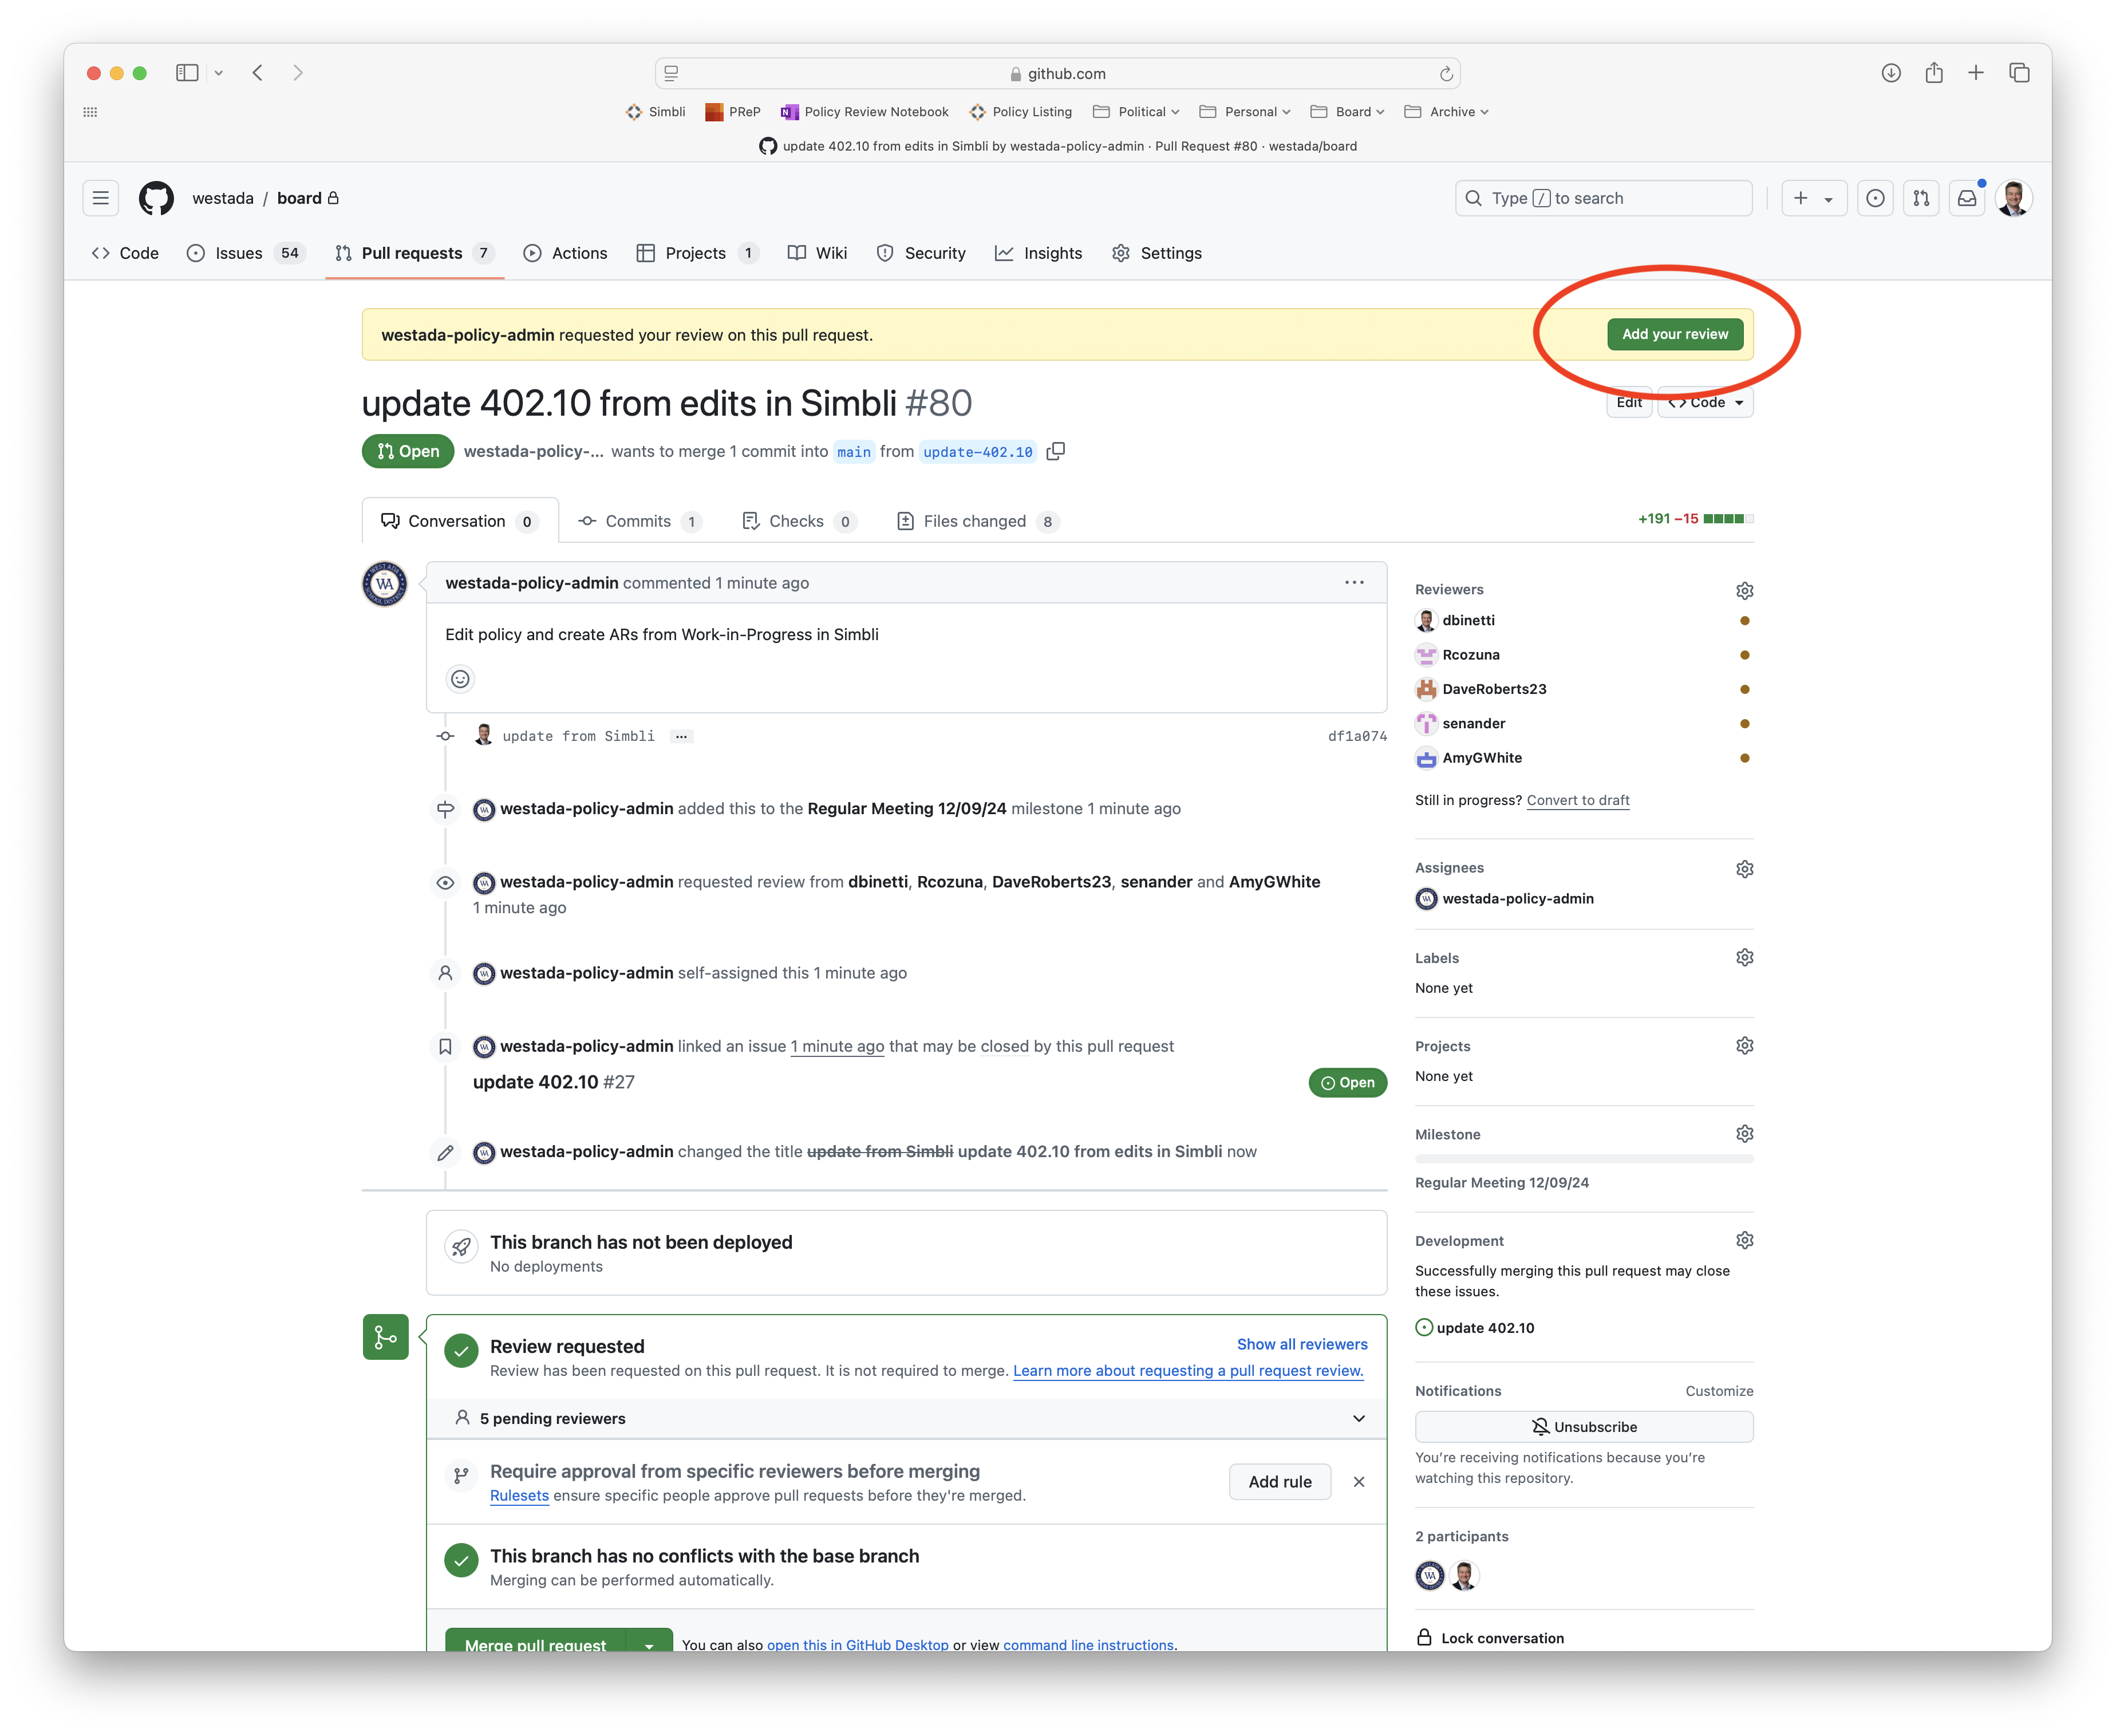 github.com
Simbli PReP Policy Review Notebook Policy Listing Political Personal Board Archive
update 402.10 from edits in Simbli by westada-policy-admin · Pull Request #80 · westada/board
westada / board
Type / to search
Code Issues 54 Pull requests 7 Actions Projects 1 Wiki Security Insights Settings
westada-policy-admin requested your review on this pull request.
Add your review
update 402.10 from edits in Simbli #80
Edit Code
Open westada-policy-... wants to merge 1 commit into main from update-402.10
Conversation 0 Commits 1 Checks 0 Files changed 8
+191 −15
westada-policy-admin commented 1 minute ago
Edit policy and create ARs from Work-in-Progress in Simbli
update from Simbli ... df1a074
westada-policy-admin added this to the Regular Meeting 12/09/24 milestone 1 minute ago
westada-policy-admin requested review from dbinetti, Rcozuna, DaveRoberts23, senander and AmyGWhite
1 minute ago
westada-policy-admin self-assigned this 1 minute ago
westada-policy-admin linked an issue 1 minute ago that may be closed by this pull request
update 402.10 #27
Open
westada-policy-admin changed the title update from Simbli update 402.10 from edits in Simbli now
This branch has not been deployed
No deployments
Review requested
Show all reviewers
Review has been requested on this pull request. It is not required to merge. Learn more about requesting a pull request review.
5 pending reviewers
Require approval from specific reviewers before merging
Rulesets ensure specific people approve pull requests before they're merged.
Add rule
This branch has no conflicts with the base branch
Merging can be performed automatically.
Merge pull request
You can also open this in GitHub Desktop or view command line instructions.
Reviewers
dbinetti
Rcozuna
DaveRoberts23
senander
AmyGWhite
Still in progress? Convert to draft
Assignees
westada-policy-admin
Labels
None yet
Projects
None yet
Milestone
Regular Meeting 12/09/24
Development
Successfully merging this pull request may close
these issues.
update 402.10
Notifications
Customize
Unsubscribe
You're receiving notifications because you're
watching this repository.
2 participants
Lock conversation